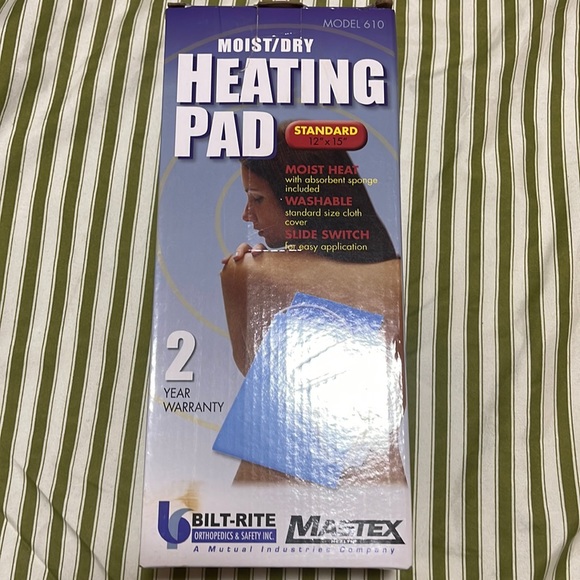 MODEL 610
MOIST/DRY
HEATING
PAD
STANDARD
12" x 15"
MOIST HEAT
with absorbent sponge
included
WASHABLE
standard size cloth
cover
SLIDE SWITCH
for easy application
2
YEAR
WARRANTY
BILT-RITE
ORTHOPEDICS & SAFETY INC.
MASTEX
HEALTH
A Mutual Industries Company